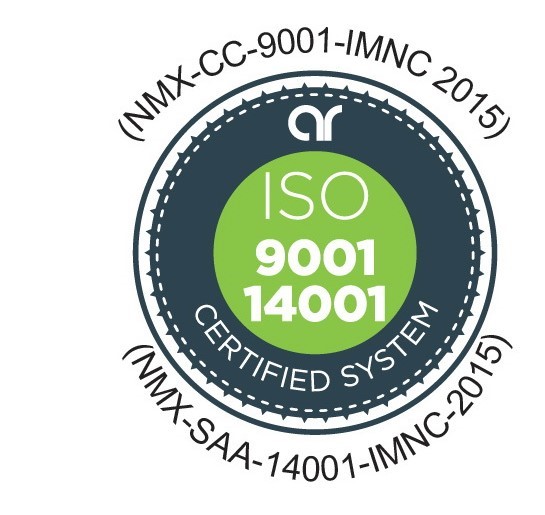 (NMX-CC-9001-IMNC 2015)
ar
ISO
9001
14001
CERTIFIED SYSTEM
(NMX-SAA-14001-IMNC-2015)